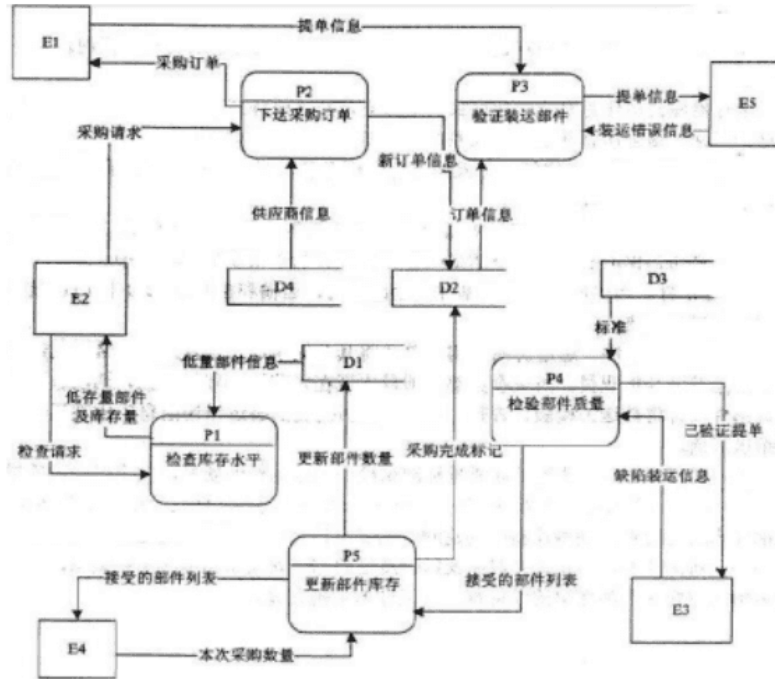 提单信息
E1
采购订单
P2
下达采购订单
P3
验证装运部件
提单信息
E5
装运错误信息
采购请求
新订单信息
供应商信息
订单信息
E2
D4
D2
D3
标准
低量部件信息
D1
低存量部件
及库存量
P1
检查库存水平
检查请求
更新部件数量
采购完成标记
P4
检验部件质量
已验证提单
缺陷装运信息
P5
更新部件库存
接受的部件列表
接受的部件列表
E3
E4
本次采购数量